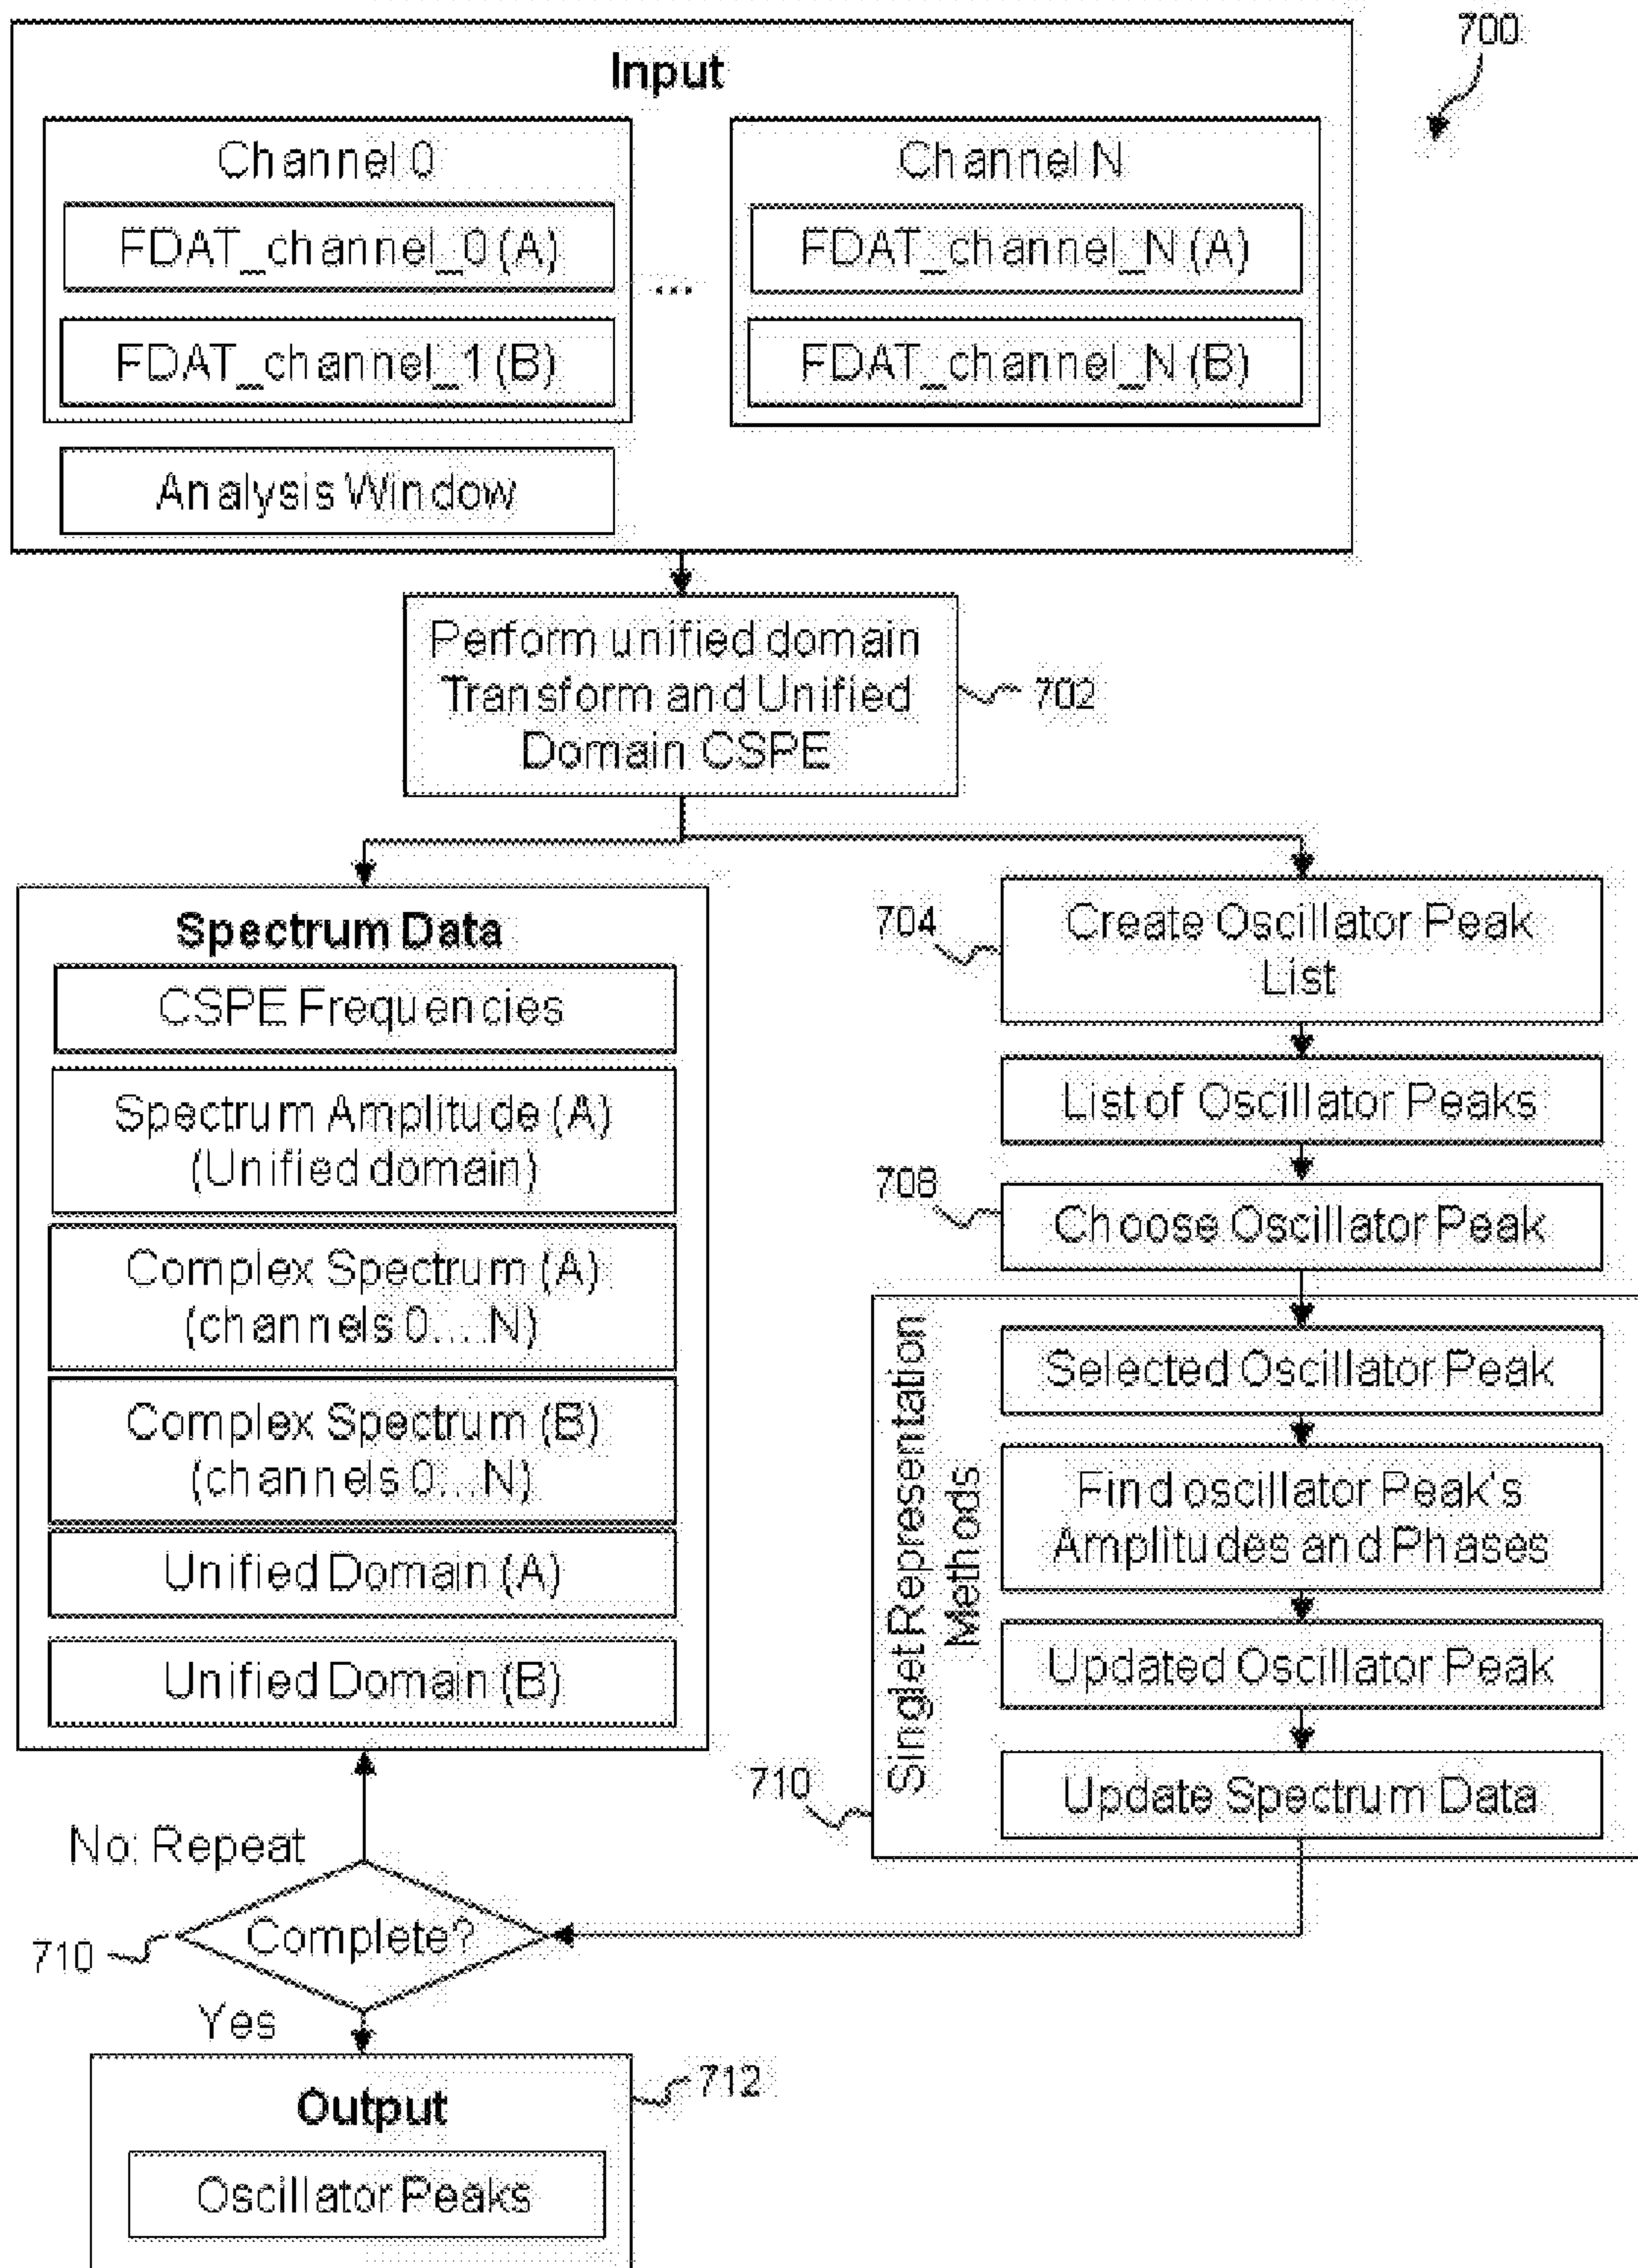 700
Input
Channel 0
FDAT_channel_0 (A)
FDAT_channel_1 (B)
...
Channel N
FDAT_channel_N (A)
FDAT_channel_N (B)
Analysis Window
Perform unified domain
Transform and Unified
Domain CSPE
702
Spectrum Data
CSPE Frequencies
Spectrum Amplitude (A)
(Unified domain)
Complex Spectrum (A)
(channels 0....N)
Complex Spectrum (B)
(channels 0...N)
Unified Domain (A)
Unified Domain (B)
704
Create Oscillator Peak
List
List of Oscillator Peaks
708
Choose Oscillator Peak
Singlet Representation
Methods
Selected Oscillator Peak
Find oscillator Peak's
Amplitudes and Phases
Updated Oscillator Peak
Update Spectrum Data
710
No: Repeat
Complete?
710
Yes
Output
712
Oscillator Peaks